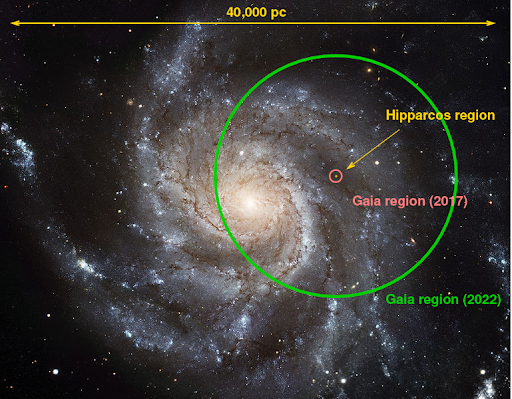 40,000 pc
Hipparcos region
Gaia region (2017)
Gaia region (2022)